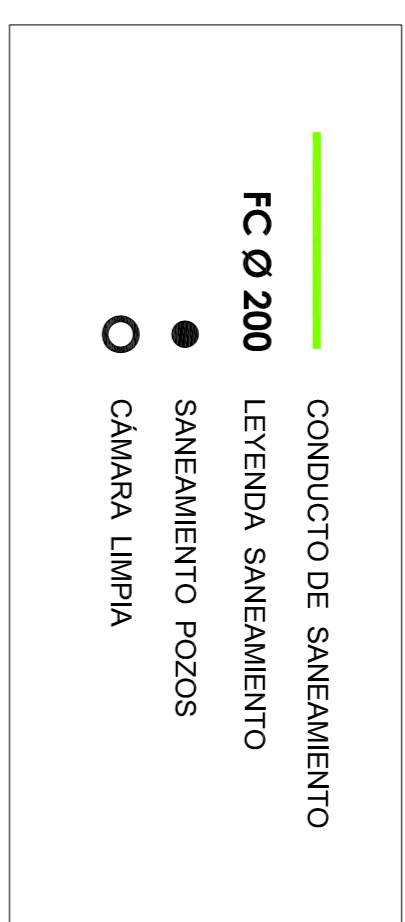 CONDUCTO DE SANEAMIENTO
FC Ø 200 LEYENDA SANEAMIENTO
SANEAMIENTO POZOS
CÁMARA LIMPIA